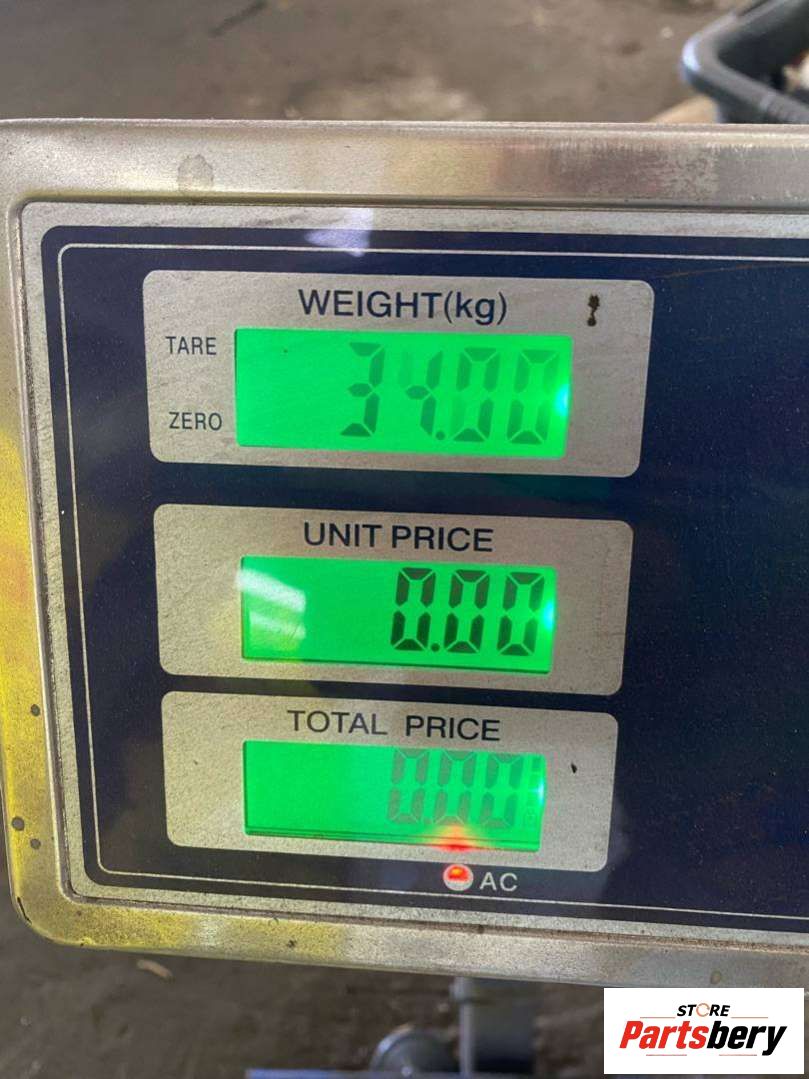 WEIGHT(kg)
TARE
34.00
ZERO
UNIT PRICE
0.00
TOTAL PRICE
0.00
AC
STORE
Partsbery